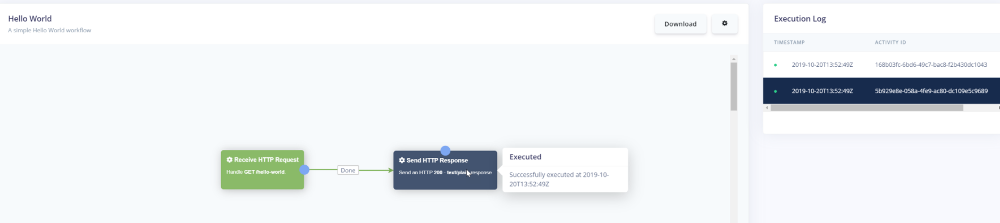 Hello World
A simple Hello World workflow
Download
Receive HTTP Request
Handle GET /hello-world.
Done
Send HTTP Response
Send an HTTP 200 - text/plain response
Executed
Successfully executed at 2019-10-
20T13:52:49Z
Execution Log
TIMESTAMP ACTIVITY ID
2019-10-20T13:52:49Z 168b03fc-6bd6-49c7-bac8-f2b430dc1043
2019-10-20T13:52:49Z 5b929e8e-058a-4fe9-ac80-dc109e5c9689